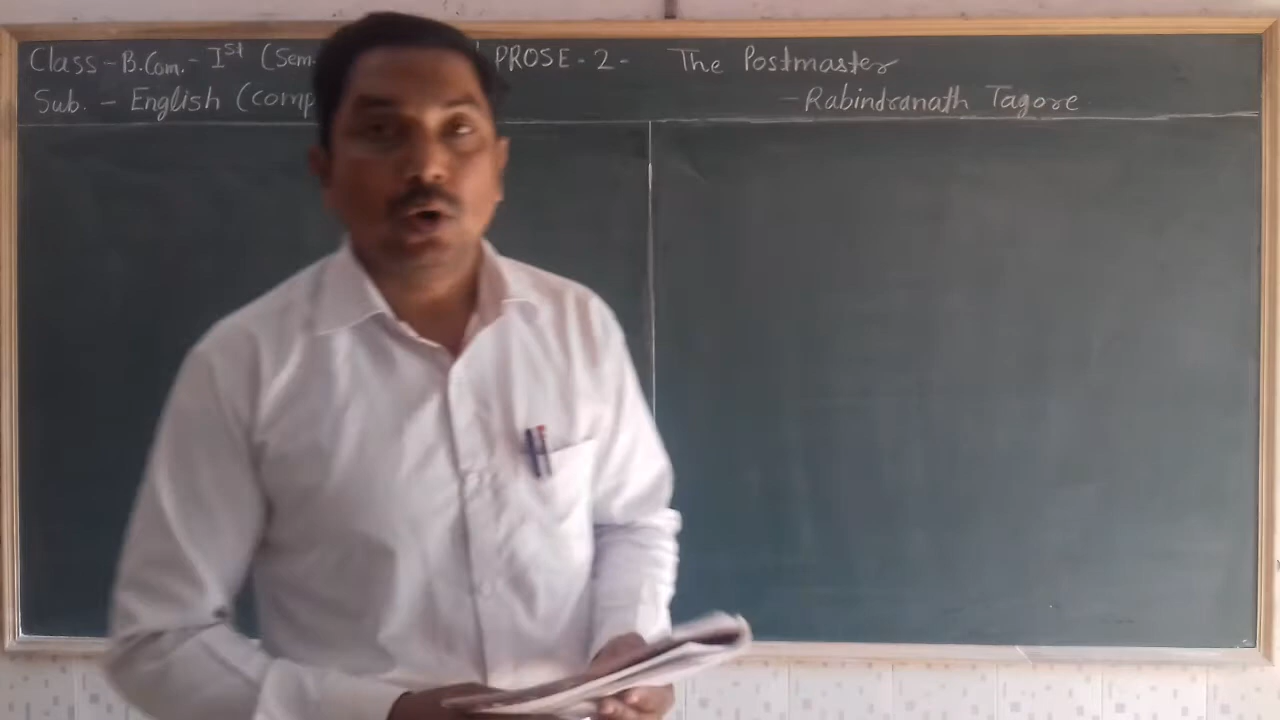 Class - B.Com. - Ist (Sem. PROSE - 2 - The Postmaster
Sub. - English (comp - Rabindranath Tagore